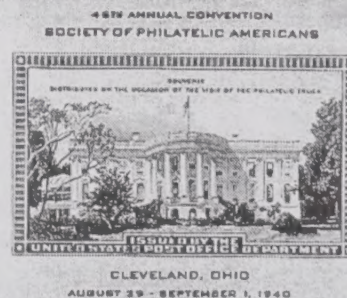 46TH ANNUAL CONVENTION
SOCIETY OF PHILATELIC AMERICANS
SOUVENIR
DISTRIBUTED ON THE OCCASION OF THE VISIT OF THE PHILATELIC TRUCK
ISSUED BY THE
UNITED STATES POST OFFICE DEPARTMENT
CLEVELAND, OHIO
AUGUST 29 - SEPTEMBER 1, 1940